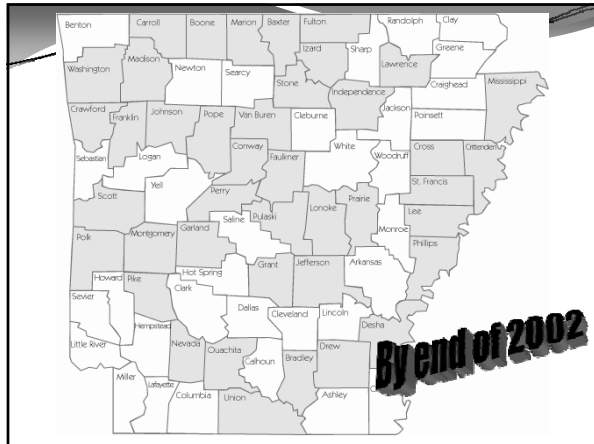 Benton
Carroll
Boone
Marion
Baxter
Fulton
Randolph
Clay
Izard
Sharp
Greene
Washington
Madison
Newton
Searcy
Lawrence
Stone
Mississippi
Independence
Craighead
Crawford
Franklin
Johnson
Pope
Van Buren
Cleburne
Jackson
Poinsett
Sebastian
Logan
Conway
Faulkner
White
Woodruff
Cross
Crittenden
Yell
St. Francis
Scott
Perry
Saline
Pulaski
Lonoke
Prairie
Lee
Monroe
Polk
Montgomery
Garland
Phillips
Hot Spring
Grant
Jefferson
Arkansas
Howard
Pike
Clark
Sevier
Dallas
Cleveland
Lincoln
Hempstead
Desha
Little River
Nevada
Ouachita
Calhoun
Bradley
Drew
Miller
Lafayette
Columbia
Union
Ashley
By end of 2002